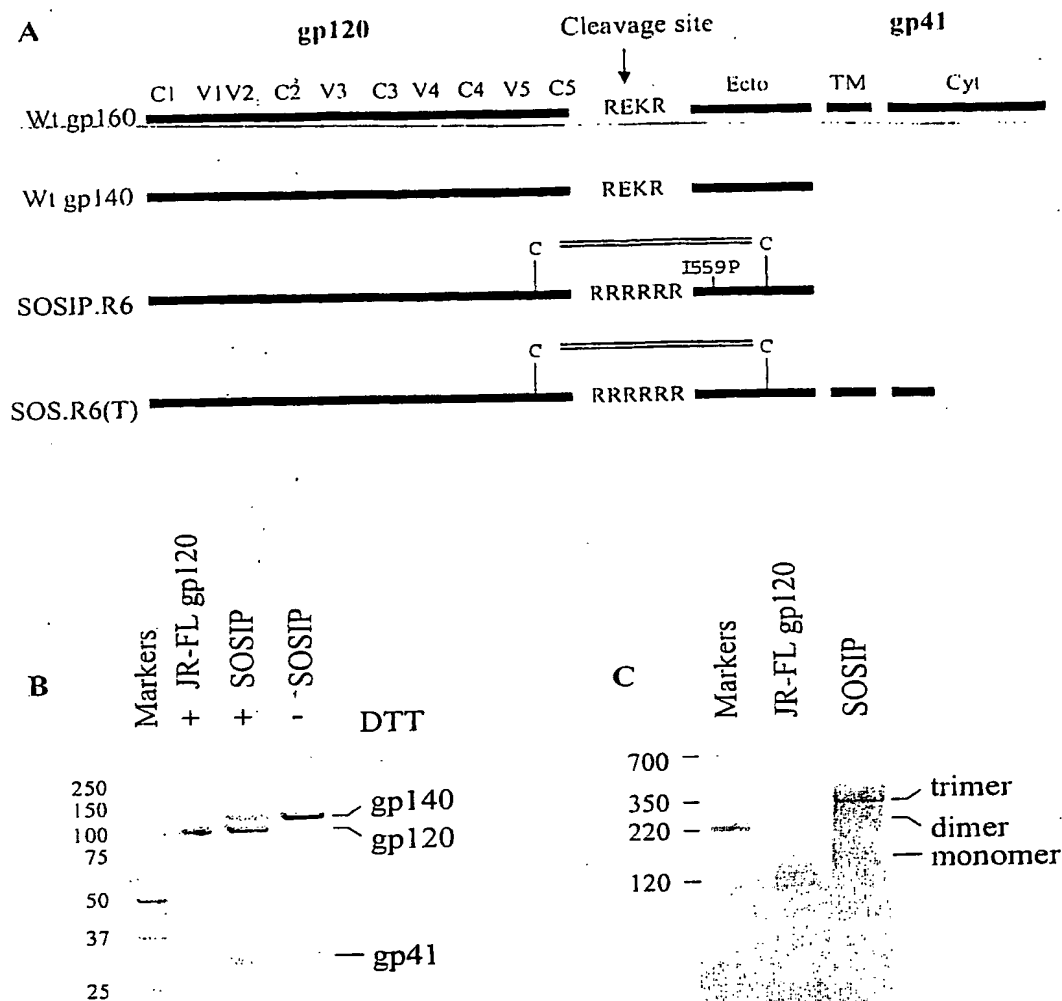 A
gp120
Cleavage site
gp41
C1 V1V2 C2 V3 C3 V4 C4 V5 C5 REKR Ecto TM Cyt
Wt gp160
Wt gp140 REKR
C C
I559P
SOSIP.R6 RRRRRR
C C
SOS.R6(T) RRRRRR
B
Markers
JR-FL gp120
SOSIP
SOSIP
+ + - DTT
250
150
100
75
50
37
25
gp140
gp120
gp41
C
Markers
JR-FL gp120
SOSIP
700
350
220
120
trimer
dimer
monomer